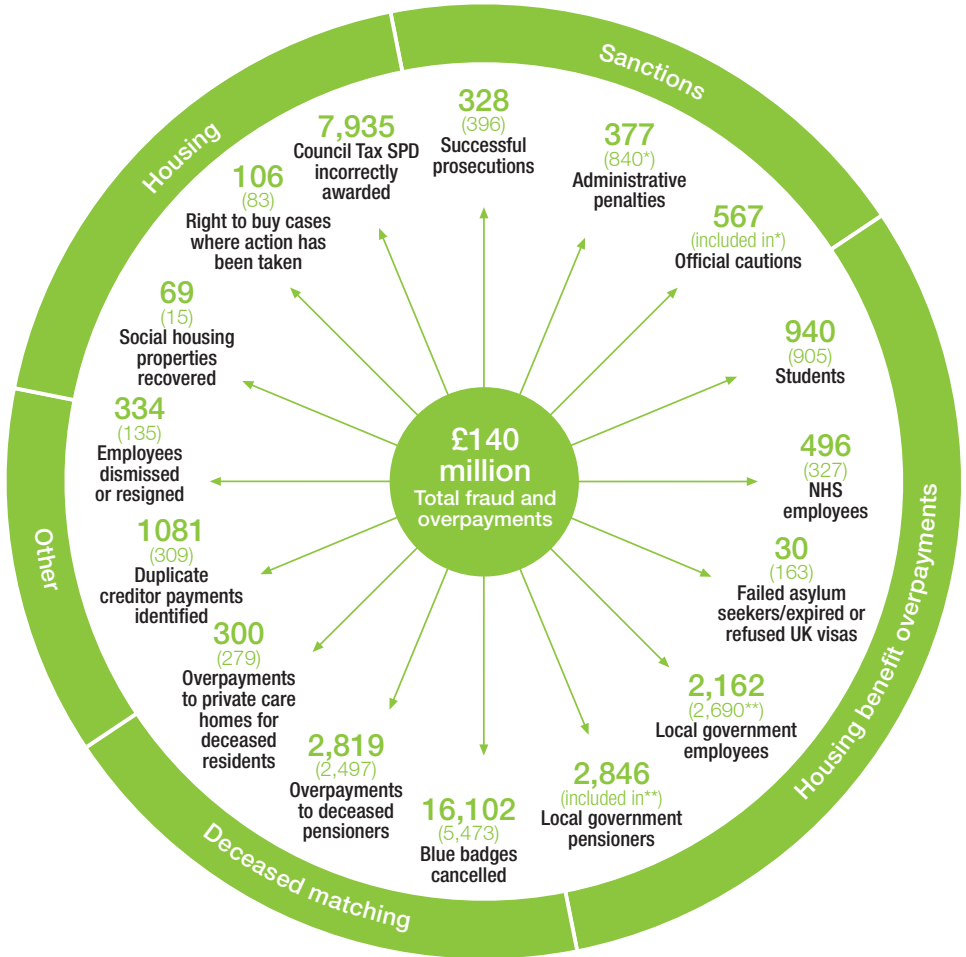 Sanctions
328
(396)
Successful
prosecutions
377
(840*)
Administrative
penalties
567
(included in*)
Official cautions
Housing benefit overpayments
940
(905)
Students
496
(327)
NHS
employees
30
(163)
Failed asylum
seekers/expired or
refused UK visas
2,162
(2,690**)
Local government
employees
2,846
(included in**)
Local government
pensioners
Deceased matching
16,102
(5,473)
Blue badges
cancelled
2,819
(2,497)
Overpayments
to deceased
pensioners
300
(279)
Overpayments
to private care
homes for
deceased
residents
Other
1081
(309)
Duplicate
creditor payments
identified
334
(135)
Employees
dismissed
or resigned
Housing
69
(15)
Social housing
properties
recovered
106
(83)
Right to buy cases
where action has
been taken
7,935
Council Tax SPD
incorrectly
awarded
£140
million
Total fraud and
overpayments